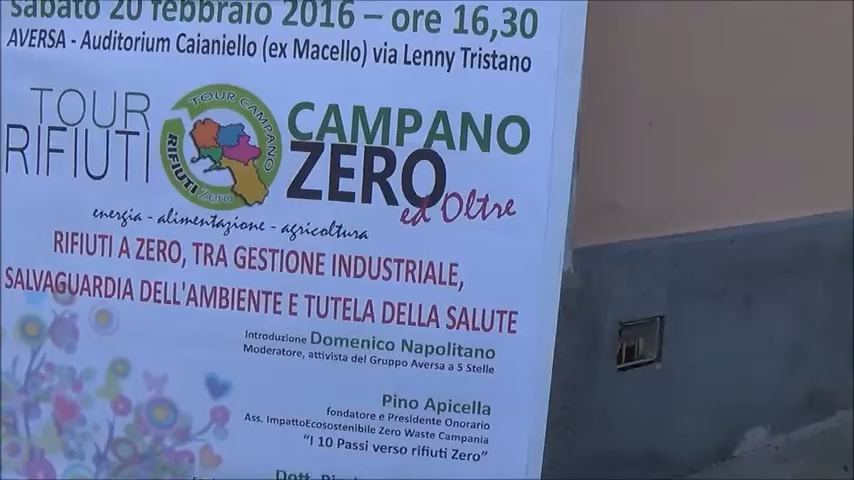 sabato 20 febbraio 2016 – ore 16,30
AVERSA - Auditorium Caianiello (ex Macello) via Lenny Tristano
TOUR CAMPANO
RIFIUTI ZERO
TOUR CAMPANO
RIFIUTI ZERO
ed Oltre
energia - alimentazione - agricoltura
RIFIUTI A ZERO, TRA GESTIONE INDUSTRIALE,
SALVAGUARDIA DELL'AMBIENTE E TUTELA DELLA SALUTE
Introduzione Domenico Napolitano
Moderatore, attivista del Gruppo Aversa a 5 Stelle
Pino Apicella
fondatore e Presidente Onorario
Ass. ImpattoEcosostenibile Zero Waste Campania
"I 10 Passi verso rifiuti Zero"
Dott.